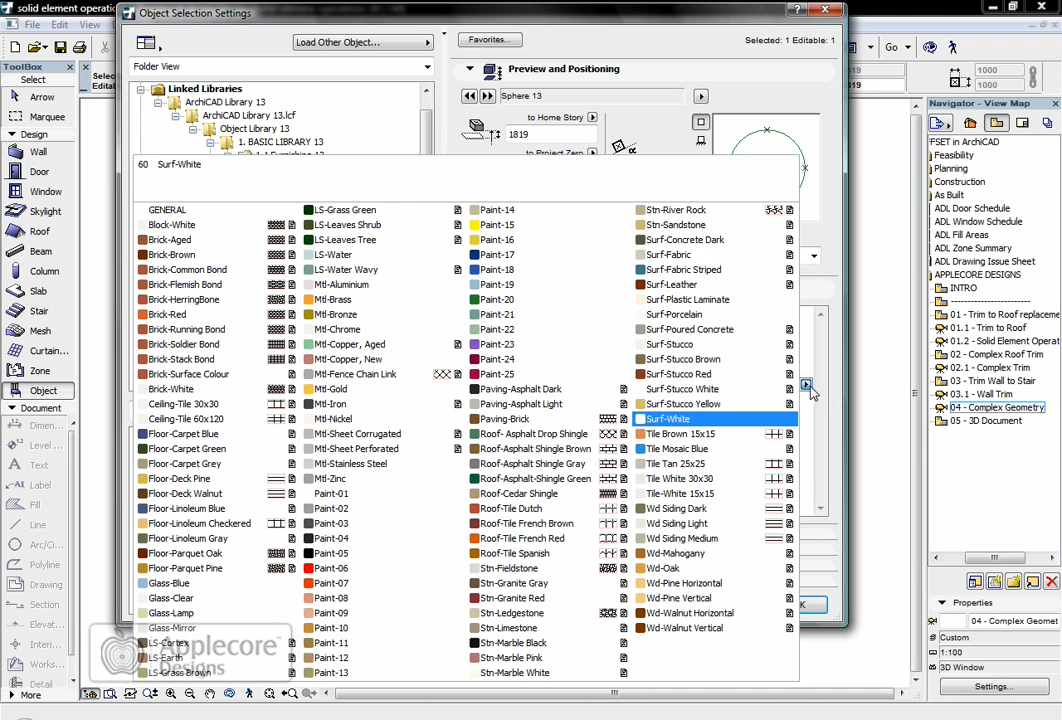 solid element operatio
Object Selection Settings
File Edit View
Load Other Object...
Favorites...
Selected: 1 Editable: 1
Folder View
Preview and Positioning
Linked Libraries
ArchiCAD Library 13
ArchiCAD Library 13.lcf
Object Library 13
1. BASIC LIBRARY 13
Sphere 13
to Home Story
1819
to Project Zero
Go
1000
1000
ToolBox
Select
Arrow
Marquee
Design
Wall
Door
Window
Skylight
Roof
Beam
Column
Slab
Stair
Mesh
Curtain...
Zone
Object
Document
Dimen...
Level ...
Text
Label
Fill
Line
Arc/Ci...
Polyline
Drawing
Section
Elevat...
Interi...
Works...
Detail
More
60 Surf-White
GENERAL
Block-White
Brick-Aged
Brick-Brown
Brick-Common Bond
Brick-Flemish Bond
Brick-HerringBone
Brick-Red
Brick-Running Bond
Brick-Soldier Bond
Brick-Stack Bond
Brick-Surface Colour
Brick-White
Ceiling-Tile 30x30
Ceiling-Tile 60x120
Floor-Carpet Blue
Floor-Carpet Green
Floor-Carpet Grey
Floor-Deck Pine
Floor-Deck Walnut
Floor-Linoleum Blue
Floor-Linoleum Checkered
Floor-Linoleum Gray
Floor-Parquet Oak
Floor-Parquet Pine
Glass-Blue
Glass-Clear
Glass-Lamp
Glass-Mirror
LS-Cortex
LS-Earth
LS-Grass Brown
LS-Grass Green
LS-Leaves Shrub
LS-Leaves Tree
LS-Water
LS-Water Wavy
Mtl-Aluminium
Mtl-Brass
Mtl-Bronze
Mtl-Chrome
Mtl-Copper, Aged
Mtl-Copper, New
Mtl-Fence Chain Link
Mtl-Gold
Mtl-Iron
Mtl-Nickel
Mtl-Sheet Corrugated
Mtl-Sheet Perforated
Mtl-Stainless Steel
Mtl-Zinc
Paint-01
Paint-02
Paint-03
Paint-04
Paint-05
Paint-06
Paint-07
Paint-08
Paint-09
Paint-10
Paint-11
Paint-12
Paint-13
Paint-14
Paint-15
Paint-16
Paint-17
Paint-18
Paint-19
Paint-20
Paint-21
Paint-22
Paint-23
Paint-24
Paint-25
Paving-Asphalt Dark
Paving-Asphalt Light
Paving-Brick
Roof- Asphalt Drop Shingle
Roof-Asphalt Shingle Brown
Roof-Asphalt Shingle Gray
Roof-Asphalt Shingle Green
Roof-Cedar Shingle
Roof-Tile Dutch
Roof-Tile French Brown
Roof-Tile French Red
Roof-Tile Spanish
Stn-Fieldstone
Stn-Granite Gray
Stn-Granite Red
Stn-Ledgestone
Stn-Limestone
Stn-Marble Black
Stn-Marble Pink
Stn-Marble White
Stn-River Rock
Stn-Sandstone
Surf-Concrete Dark
Surf-Fabric
Surf-Fabric Striped
Surf-Leather
Surf-Plastic Laminate
Surf-Porcelain
Surf-Poured Concrete
Surf-Stucco
Surf-Stucco Brown
Surf-Stucco Red
Surf-Stucco White
Surf-Stucco Yellow
Surf-White
Tile Brown 15x15
Tile Mosaic Blue
Tile Tan 25x25
Tile White 30x30
Tile-White 15x15
Wd Siding Dark
Wd Siding Light
Wd Siding Medium
Wd-Mahogany
Wd-Oak
Wd-Pine Horizontal
Wd-Pine Vertical
Wd-Walnut Horizontal
Wd-Walnut Vertical
Applecore
Designs
Navigator - View Map
FSET in ArchiCAD
Feasibility
Planning
Construction
As Built
ADL Door Schedule
ADL Window Schedule
ADL Fill Areas
ADL Zone Summary
ADL Drawing Issue Sheet
APPLECORE DESIGNS
INTRO
01 - Trim to Roof replaceme
01.1 - Trim to Roof
01.2 - Solid Element Operat
02 - Complex Roof Trim
02.1 - Complex Trim
03 - Trim Wall to Stair
03.1 - Wall Trim
04 - Complex Geometry
05 - 3D Document
Properties
04 - Complex Geomet
Custom
1:100
3D Window
Settings...